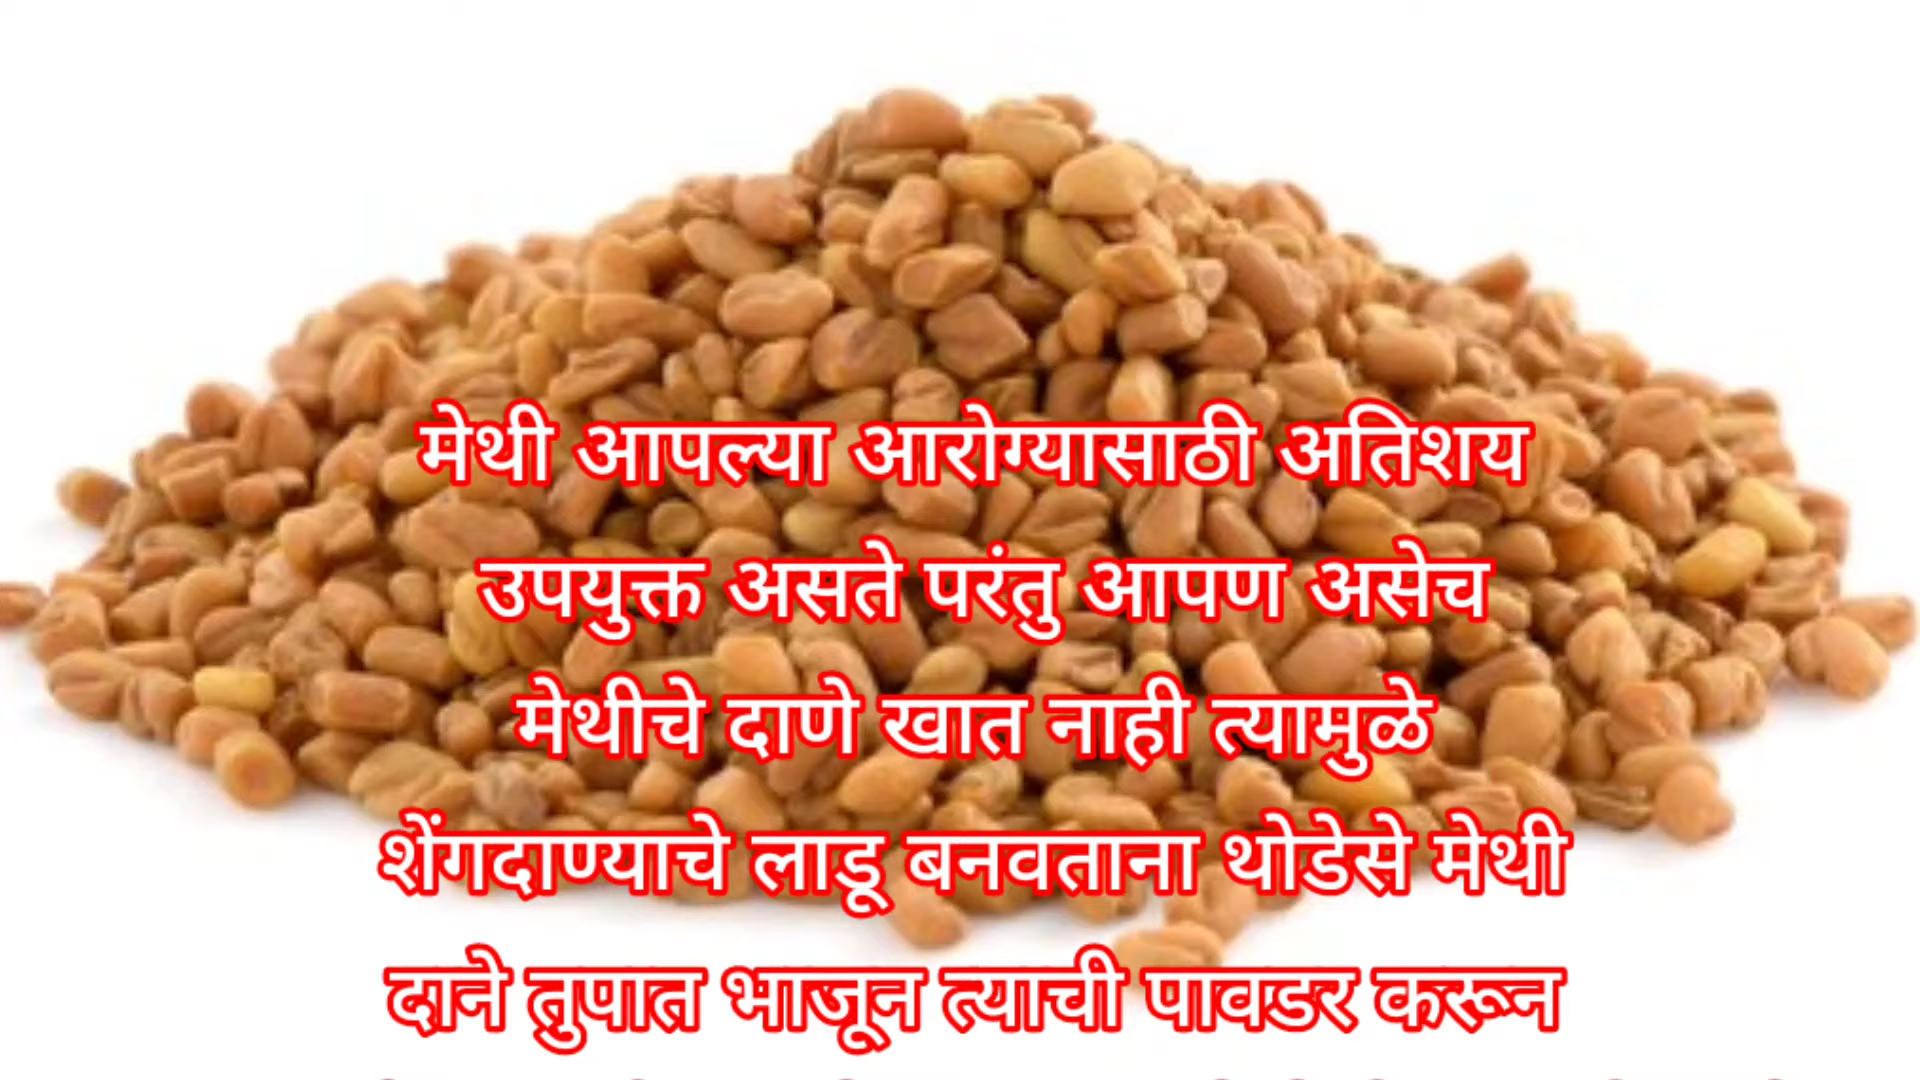 मेथी आपल्या आरोग्यासाठी अतिशय
उपयुक्त असते परंतु आपण असेच
मेथीचे दाणे खात नाही त्यामुळे
शेंगदाण्याचे लाडू बनवताना थोडेसे मेथी
दाने तुपात भाजून त्याची पावडर करून